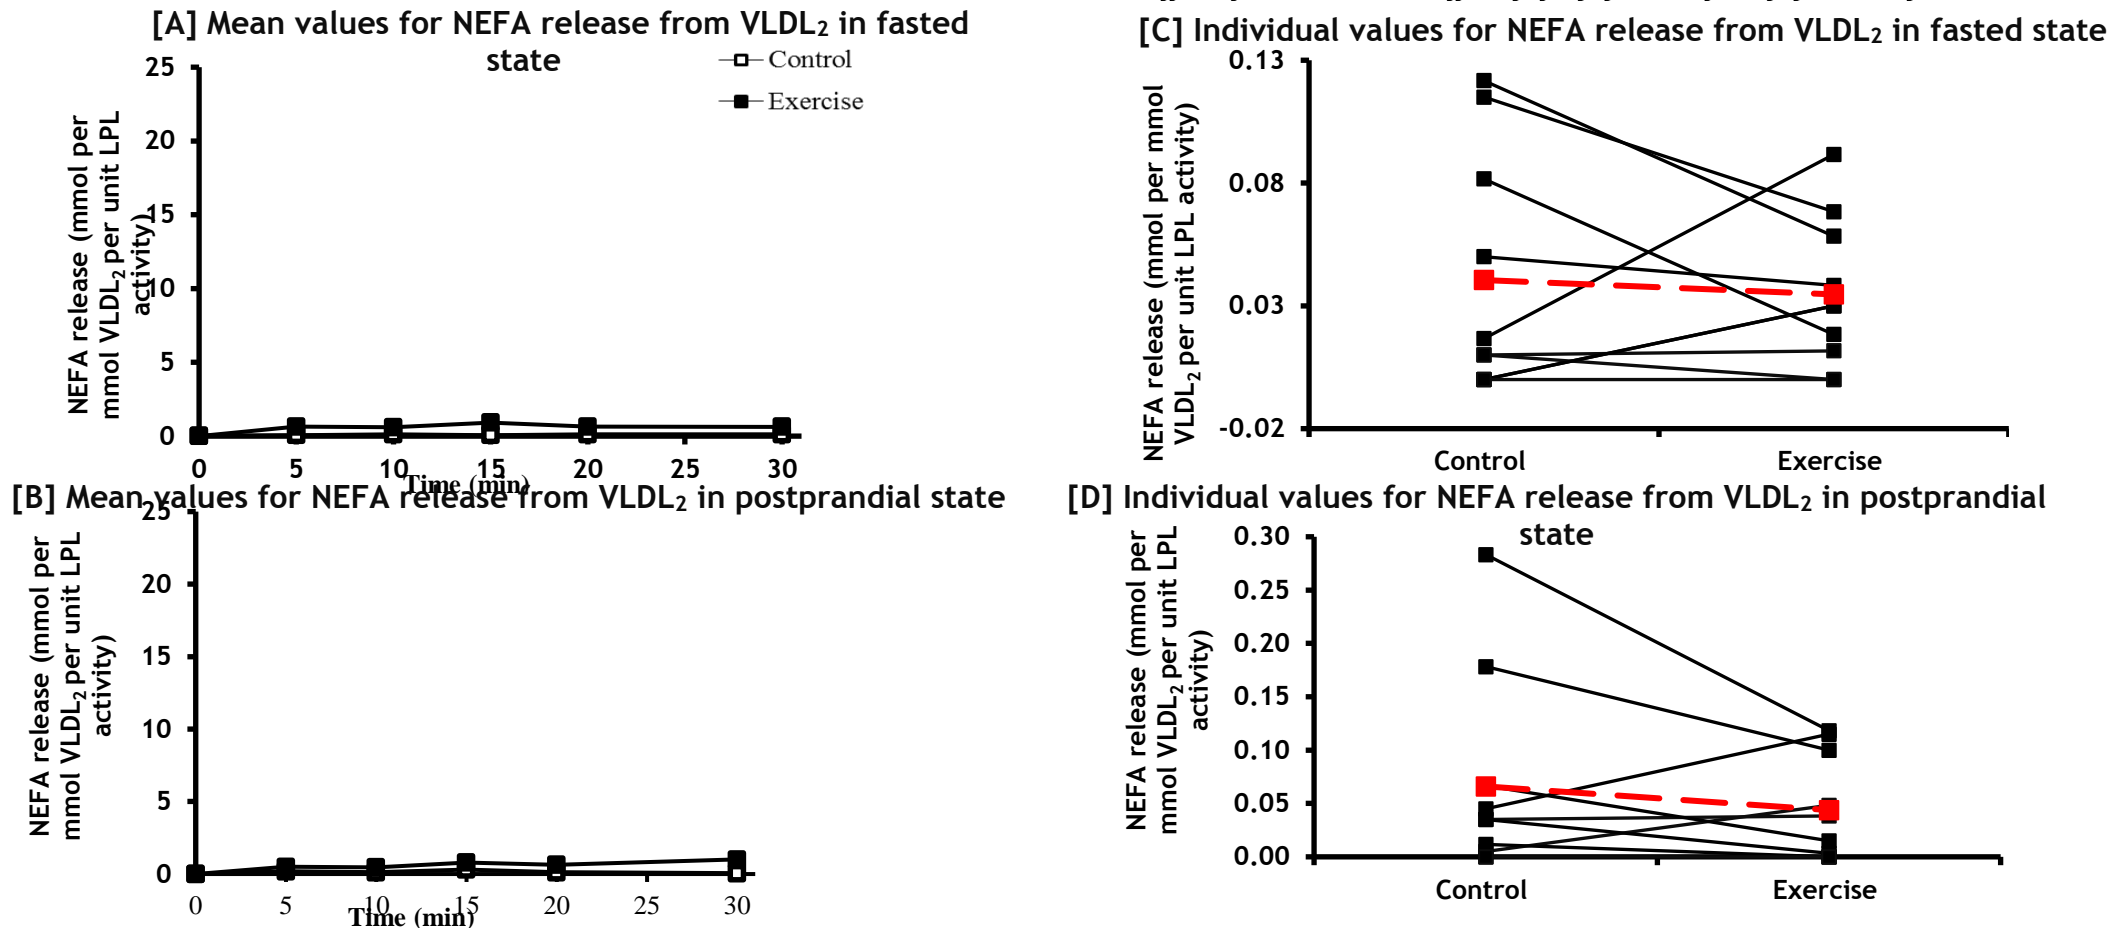 [A] Mean values for NEFA release from VLDL₂ in fasted
state
Control
Exercise
NEFA release (mmol per
mmol VLDL₂ per unit LPL
activity)
25
20
15
10
5
0
0 5 10 15 20 25 30
Time (min)
[B] Mean values for NEFA release from VLDL₂ in postprandial state
NEFA release (mmol per
mmol VLDL₂ per unit LPL
activity)
25
20
15
10
5
0
0 5 10 15 20 25 30
Time (min)
[C] Individual values for NEFA release from VLDL₂ in fasted state
NEFA release (mmol per mmol
VLDL₂ per unit LPL activity)
0.13
0.08
0.03
-0.02
Control Exercise
[D] Individual values for NEFA release from VLDL₂ in postprandial
state
NEFA release (mmol per
mmol VLDL₂ per unit LPL
activity)
0.30
0.25
0.20
0.15
0.10
0.05
0.00
Control Exercise